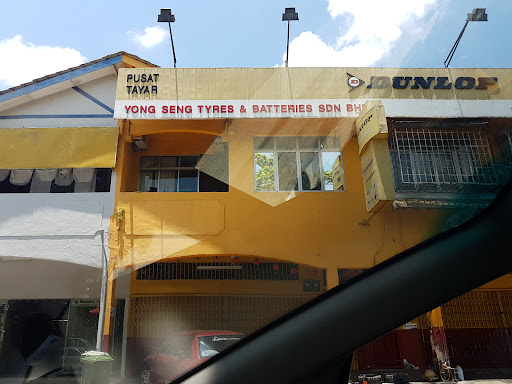 PUSAT
TAYAR
DUNLOP
YONG SENG TYRES & BATTERIES SDN BHD